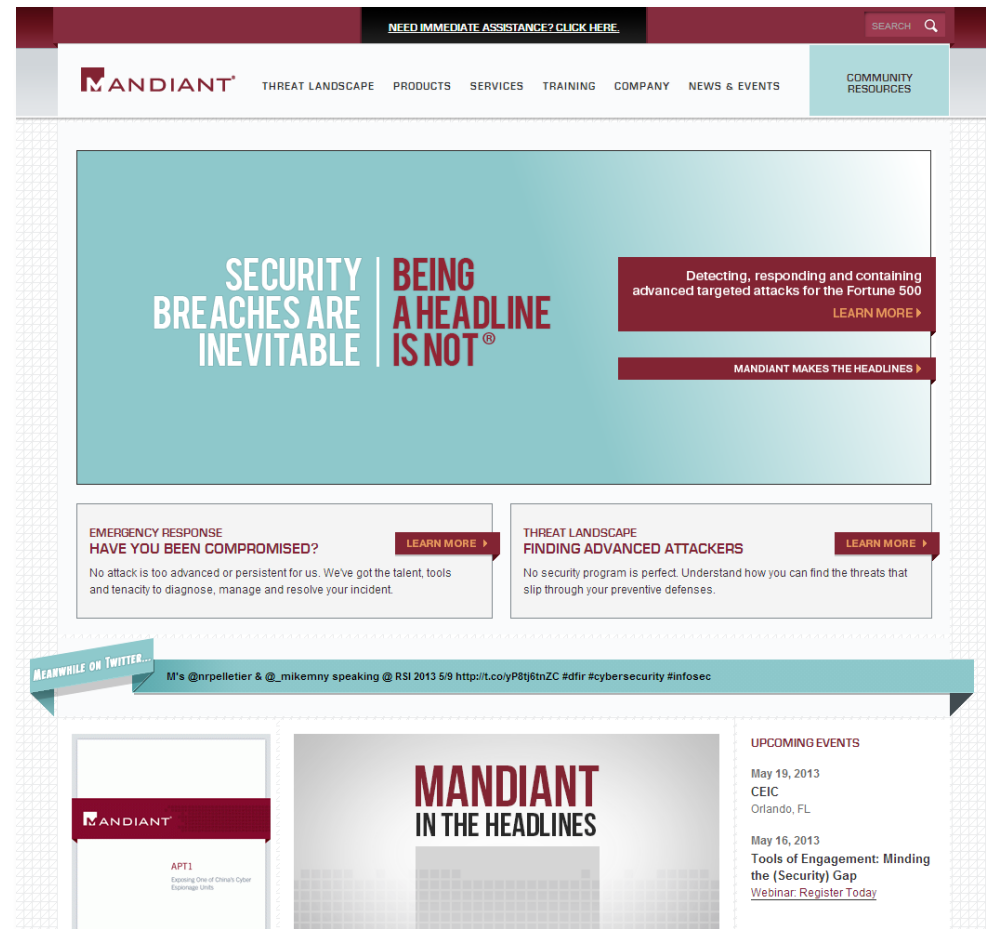 NEED IMMEDIATE ASSISTANCE? CLICK HERE.
SEARCH
MANDIANT®
THREAT LANDSCAPE
PRODUCTS
SERVICES
TRAINING
COMPANY
NEWS & EVENTS
COMMUNITY
RESOURCES
SECURITY
BREACHES ARE
INEVITABLE
BEING
A HEADLINE
IS NOT®
Detecting, responding and containing
advanced targeted attacks for the Fortune 500
LEARN MORE
MANDIANT MAKES THE HEADLINES
EMERGENCY RESPONSE
HAVE YOU BEEN COMPROMISED?
LEARN MORE
No attack is too advanced or persistent for us. We've got the talent, tools
and tenacity to diagnose, manage and resolve your incident.
THREAT LANDSCAPE
FINDING ADVANCED ATTACKERS
LEARN MORE
No security program is perfect. Understand how you can find the threats that
slip through your preventive defenses.
MEANWHILE ON TWITTER...
M's @nrpelletier & @_mikemny speaking @ RSI 2013 5/9 http://t.co/yP8tj6tnZC #dfir #cybersecurity #infosec
MANDIANT
APT1
Exposing One of China's Cyber
Espionage Units
MANDIANT
IN THE HEADLINES
UPCOMING EVENTS
May 19, 2013
CEIC
Orlando, FL
May 16, 2013
Tools of Engagement: Minding
the (Security) Gap
Webinar: Register Today